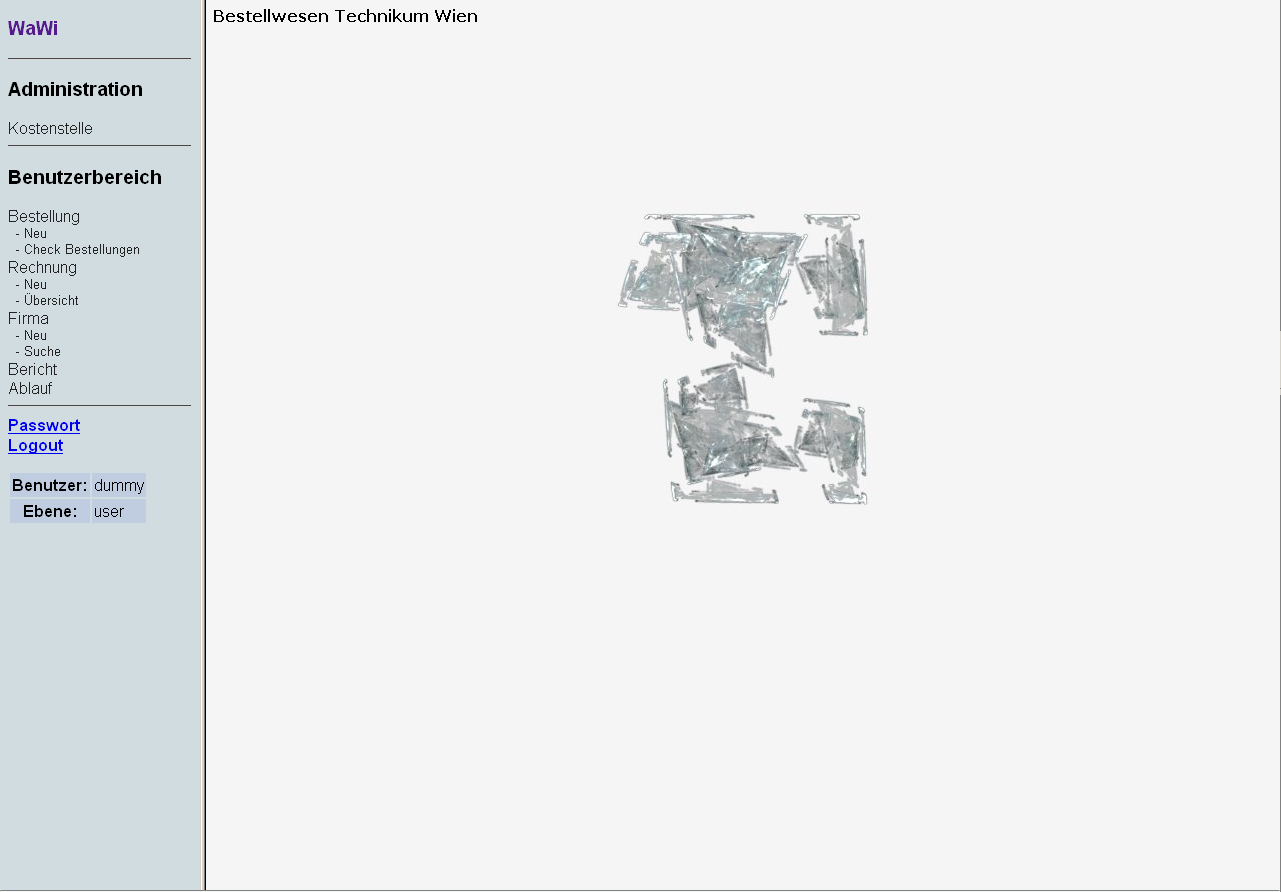 WaWi
Administration
Kostenstelle
Benutzerbereich
Bestellung
- Neu
- Check Bestellungen
Rechnung
- Neu
- Übersicht
Firma
- Neu
- Suche
Bericht
Ablauf
Passwort
Logout
Benutzer: dummy
Ebene: user
Bestellwesen Technikum Wien